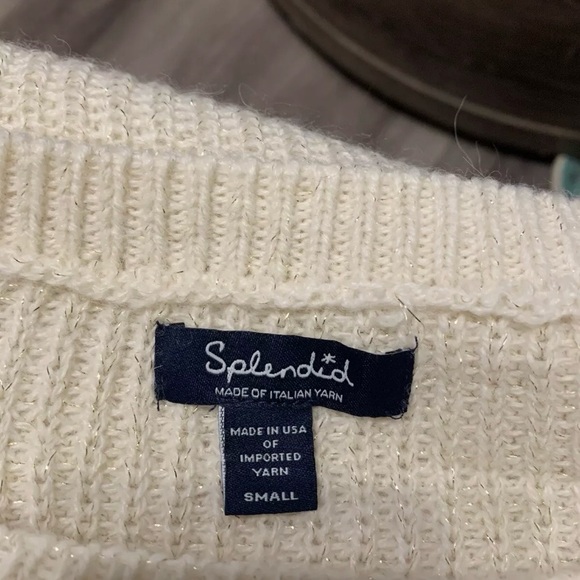 Splendid
MADE OF ITALIAN YARN
MADE IN USA
OF
IMPORTED
YARN
SMALL